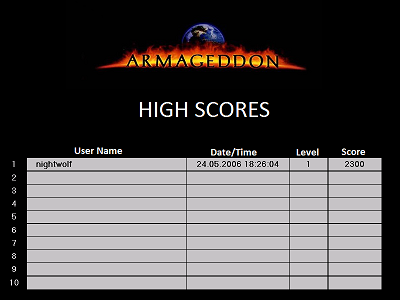 ARMAGEDDON
HIGH SCORES
User Name Date/Time Level Score
1 nightwolf 24.05.2006 18:26:04 1 2300
2
3
4
5
6
7
8
9
10